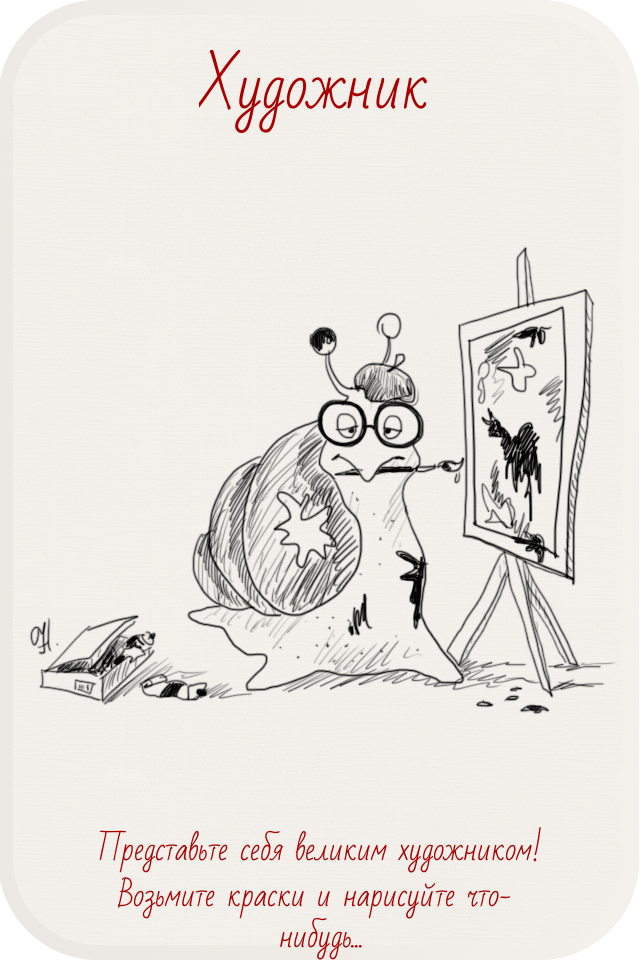 Художник
Представьте себя великим художником!
Возьмите краски и нарисуйте что-
нибудь...